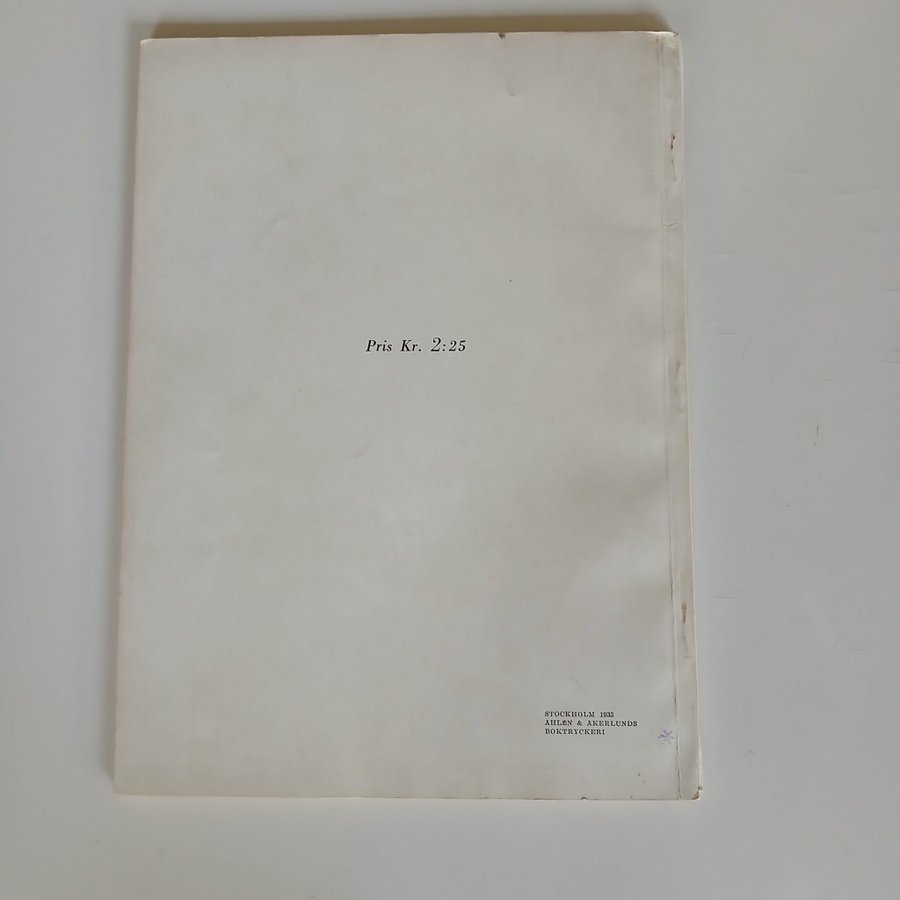 Pris Kr. 2:25
STOCKHOLM 1933
ÅHLÉN & ÅKERLUNDS
BOKTRYCKERI